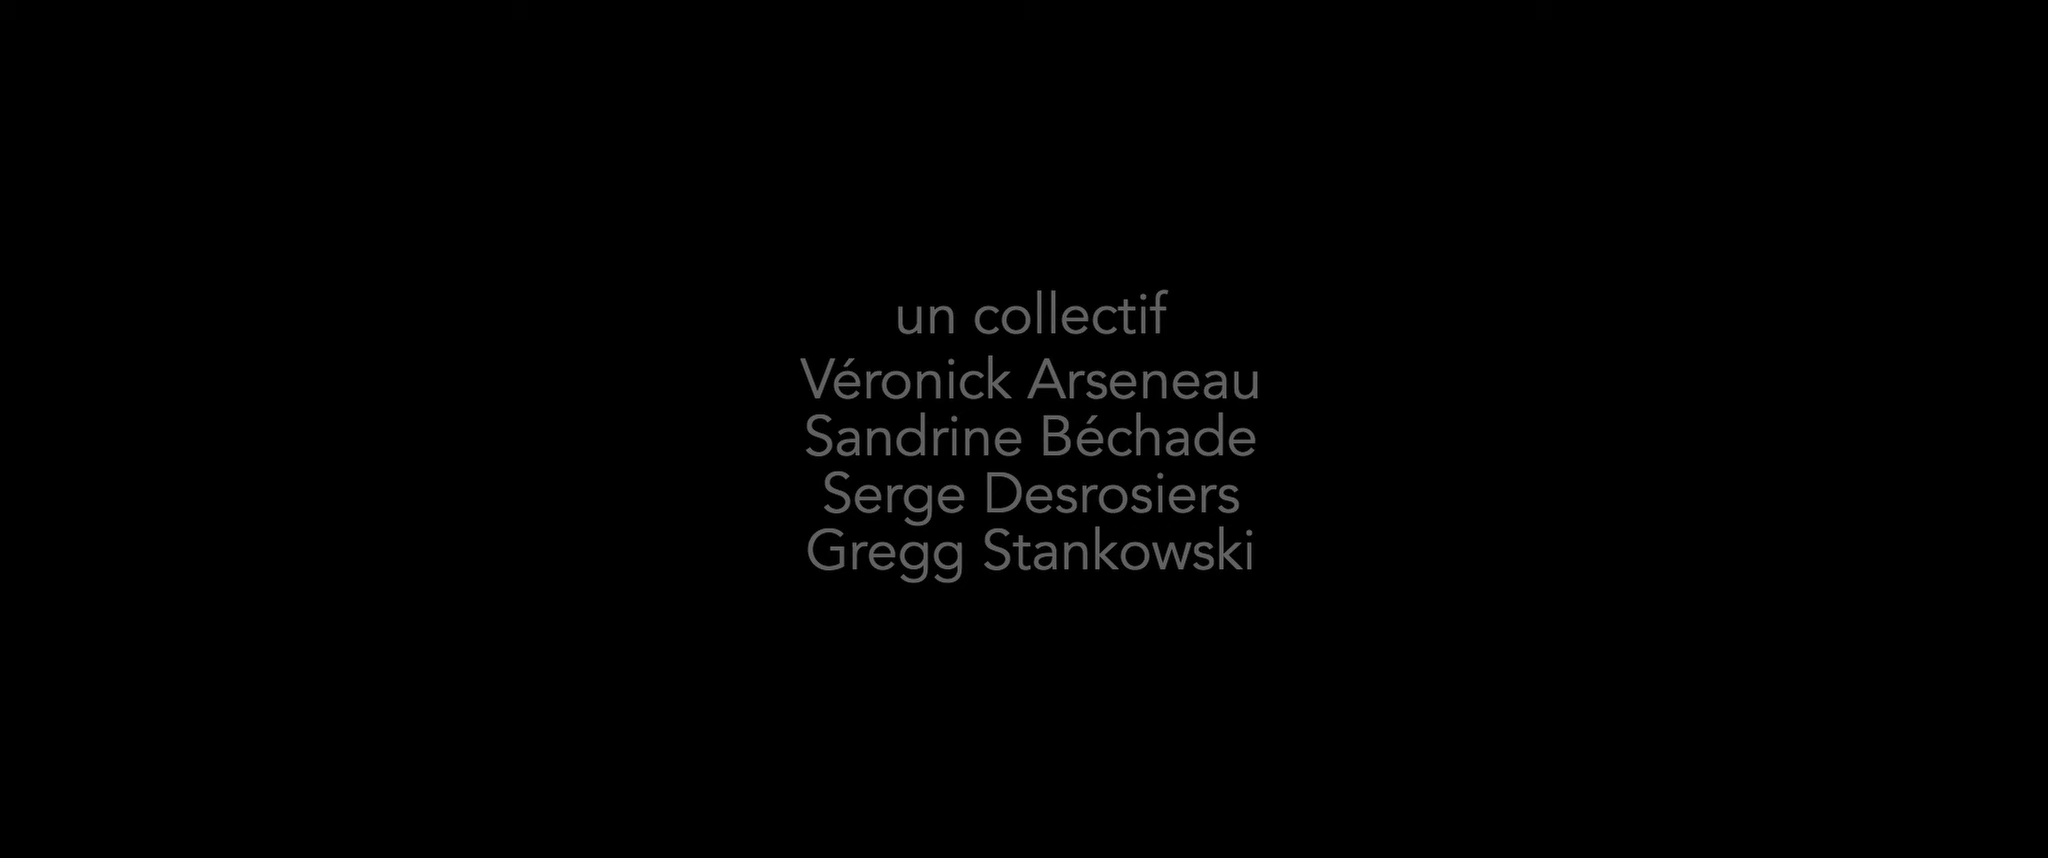 un collectif
Véronick Arseneau
Sandrine Béchade
Serge Desrosiers
Gregg Stankowski